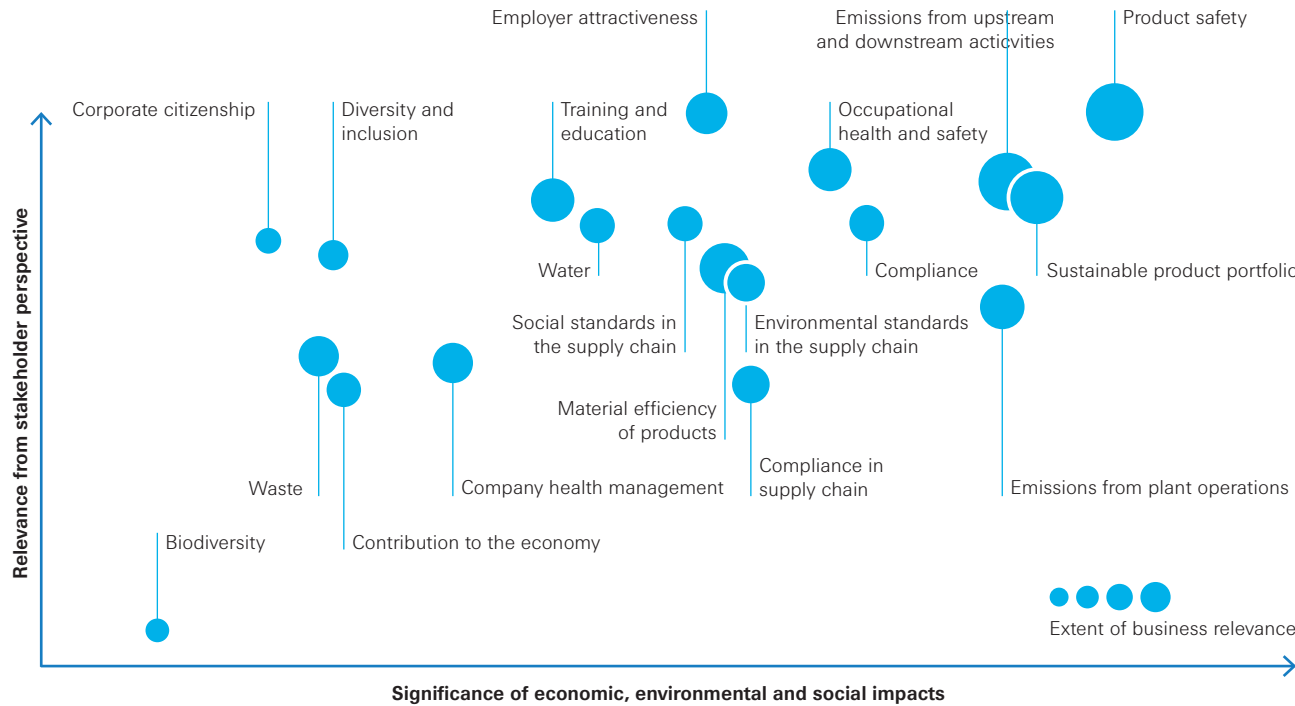 Employer attractiveness
Emissions from upstream
and downstream acticvities
Product safety
Corporate citizenship
Diversity and
inclusion
Training and
education
Occupational
health and safety
Relevance from stakeholder perspective
Water
Compliance
Sustainable product portfolio
Social standards in
the supply chain
Environmental standards
in the supply chain
Material efficiency
of products
Waste
Company health management
Compliance in
supply chain
Emissions from plant operations
Biodiversity
Contribution to the economy
Extent of business relevance
Significance of economic, environmental and social impacts